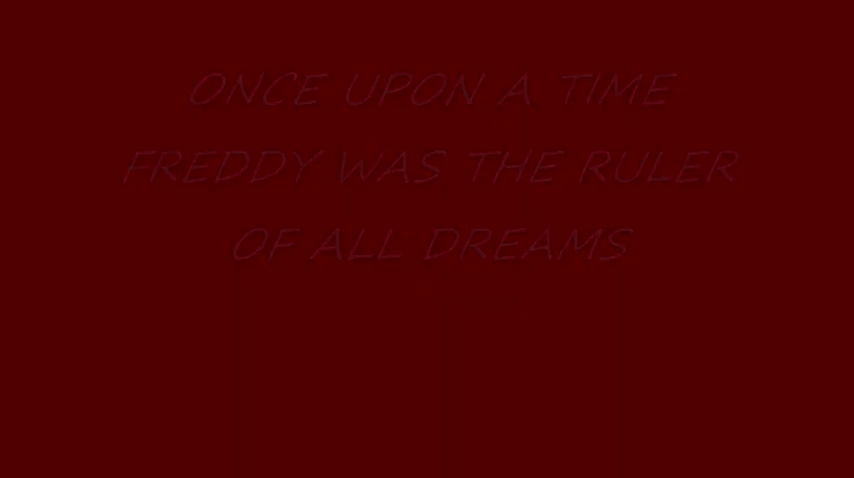 ONCE UPON A TIME
FREDDY WAS THE RULER
OF ALL DREAMS